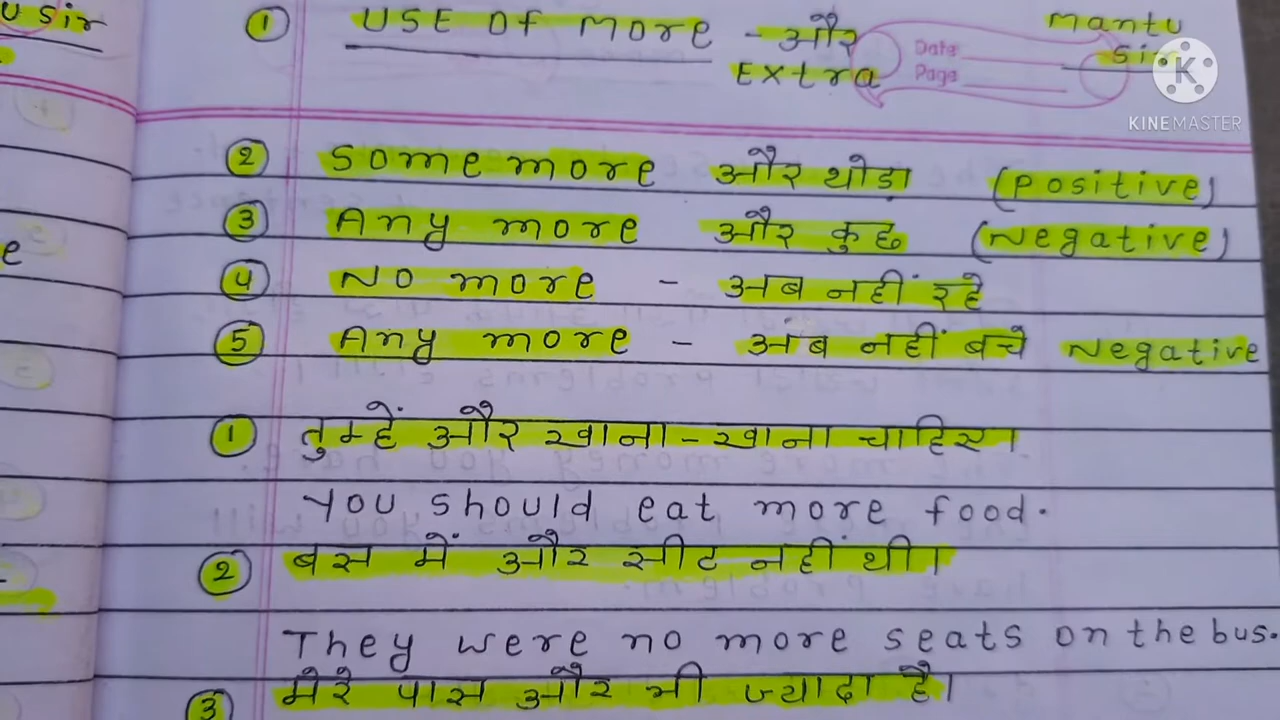 U Sir
① USE OF MORE - और Mantu
Extra Sir
Date
Page
KINEMASTER
② Some more और थोड़ा (Positive)
③ Any more और कुछ (Negative)
e
④ NO more - अब नहीं रहे
⑤ Any more - अब नहीं बचे Negative
① तुम्हें और खाना - खाना चाहिए।
You should eat more food.
② बस में और सीट नहीं थी।
They were no more seats on the bus.
③ मेरे पास और भी ज्यादा है।